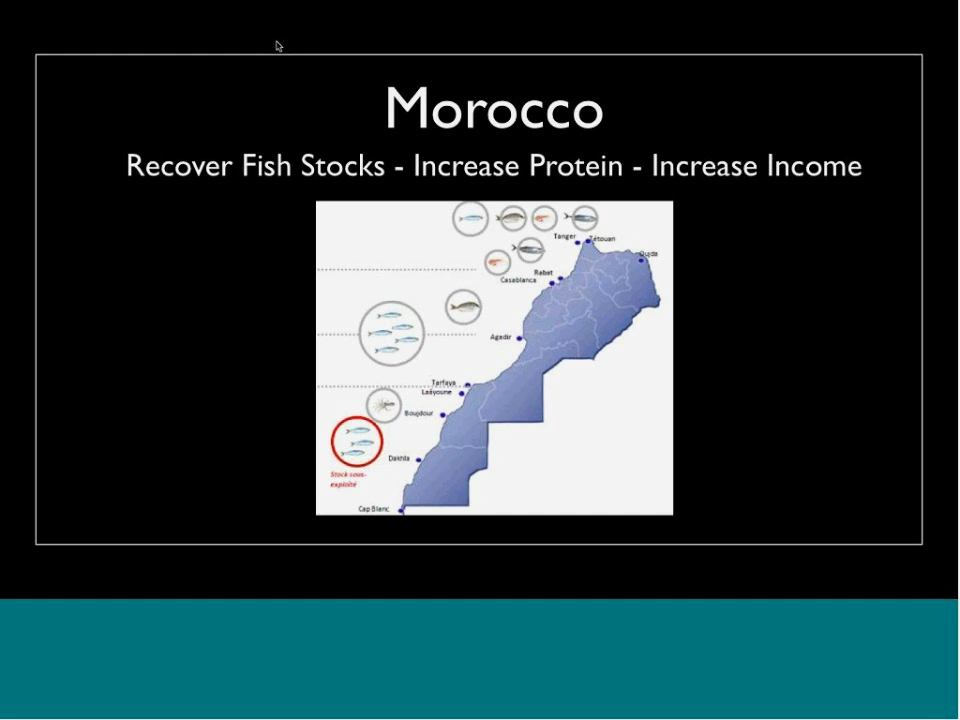 Morocco
Recover Fish Stocks - Increase Protein - Increase Income
Tanger
Tétouan
Oujda
Rabat
Casablanca
Agadir
Tarfaya
Laâyoune
Boujdour
Dakhla
Stock sous-
exploité
Cap Blanc